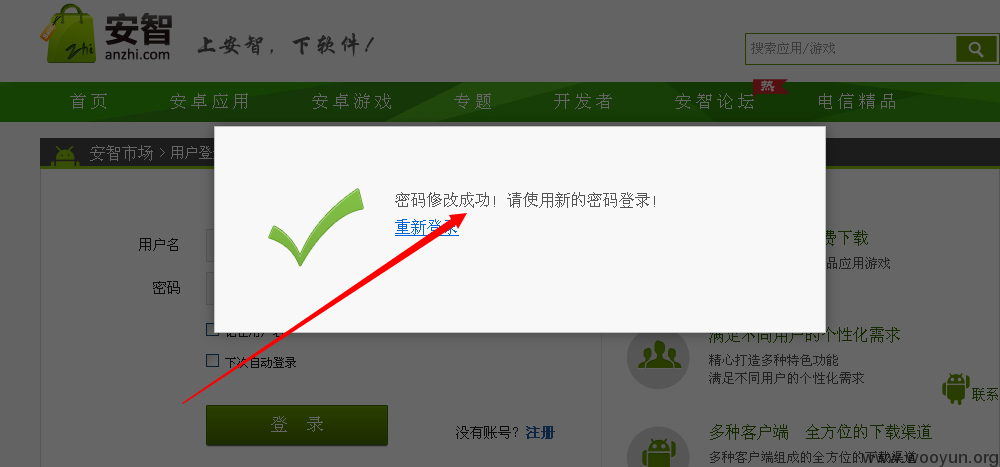 安智
anzhi.com
zhi
上安智，下软件！
搜索应用/游戏
首页 安卓应用 安卓游戏 专题 开发者 安智论坛 热 电信精品
安智市场 > 用户登
密码修改成功！请使用新的密码登录！
重新登录
用户名
费下载
品应用游戏
密码
满足不同用户的个性化需求
下次自动登录
精心打造多种特色功能
满足不同用户的个性化需求
联系
登 录
没有账号？注册
多种客户端 全方位的下载渠道
多种客户端组成的全方位的下载渠道
www.wooyun.org